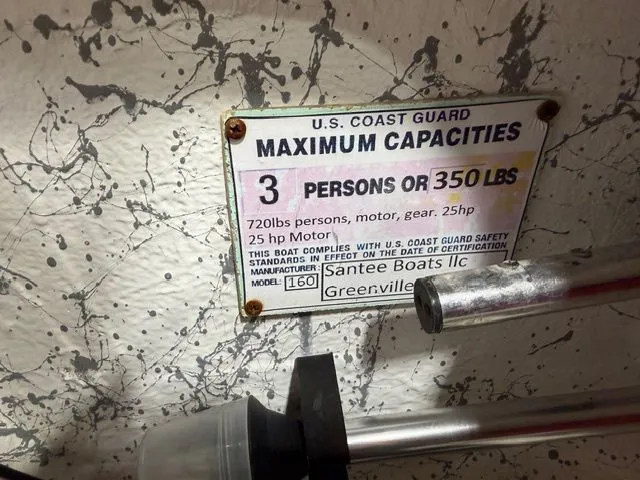 U.S. COAST GUARD
MAXIMUM CAPACITIES
3 PERSONS OR 350 LBS
720lbs persons, motor, gear. 25hp
25 hp Motor
THIS BOAT COMPLIES WITH U.S. COAST GUARD SAFETY
STANDARDS IN EFFECT ON THE DATE OF CERTIFICATION
MANUFACTURER: Santee Boats llc
MODEL: 160 Greenville